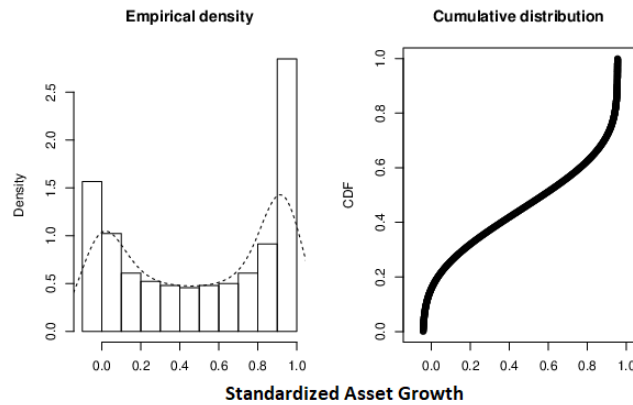 Empirical density
Cumulative distribution
Density
0.0 0.5 1.0 1.5 2.0 2.5
0.0 0.2 0.4 0.6 0.8 1.0
CDF
0.0 0.2 0.4 0.6 0.8 1.0
0.0 0.2 0.4 0.6 0.8 1.0
Standardized Asset Growth